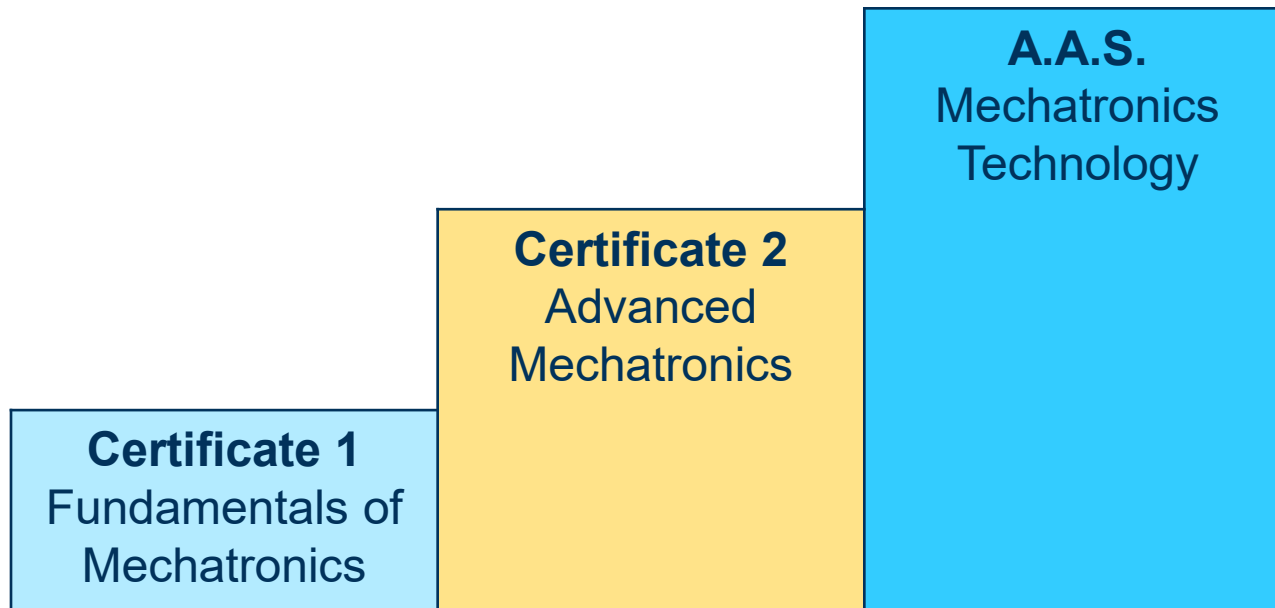 A.A.S.
Mechatronics
Technology
Certificate 2
Advanced
Mechatronics
Certificate 1
Fundamentals of
Mechatronics